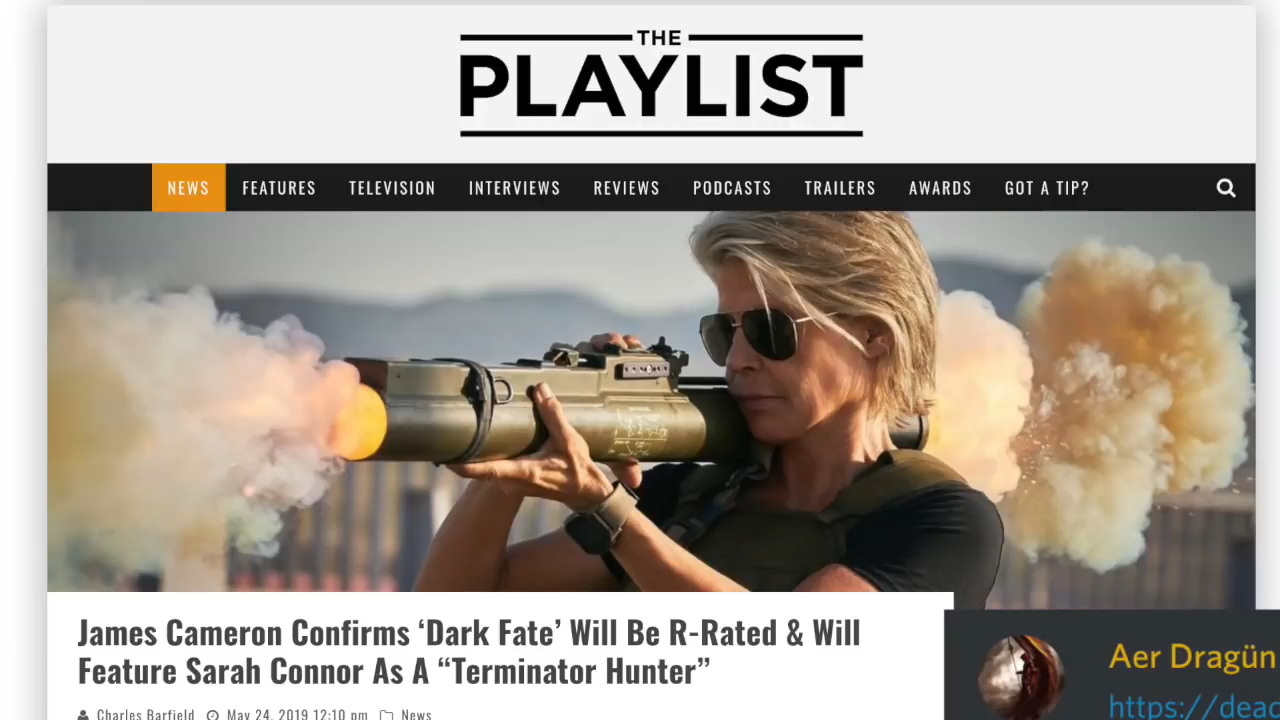 THE
PLAYLIST
NEWS FEATURES TELEVISION INTERVIEWS REVIEWS PODCASTS TRAILERS AWARDS GOT A TIP?
James Cameron Confirms ‘Dark Fate’ Will Be R-Rated & Will
Feature Sarah Connor As A “Terminator Hunter”
Charles Barfield May 24, 2019 12:10 pm News
Aer Dragün
https://dead